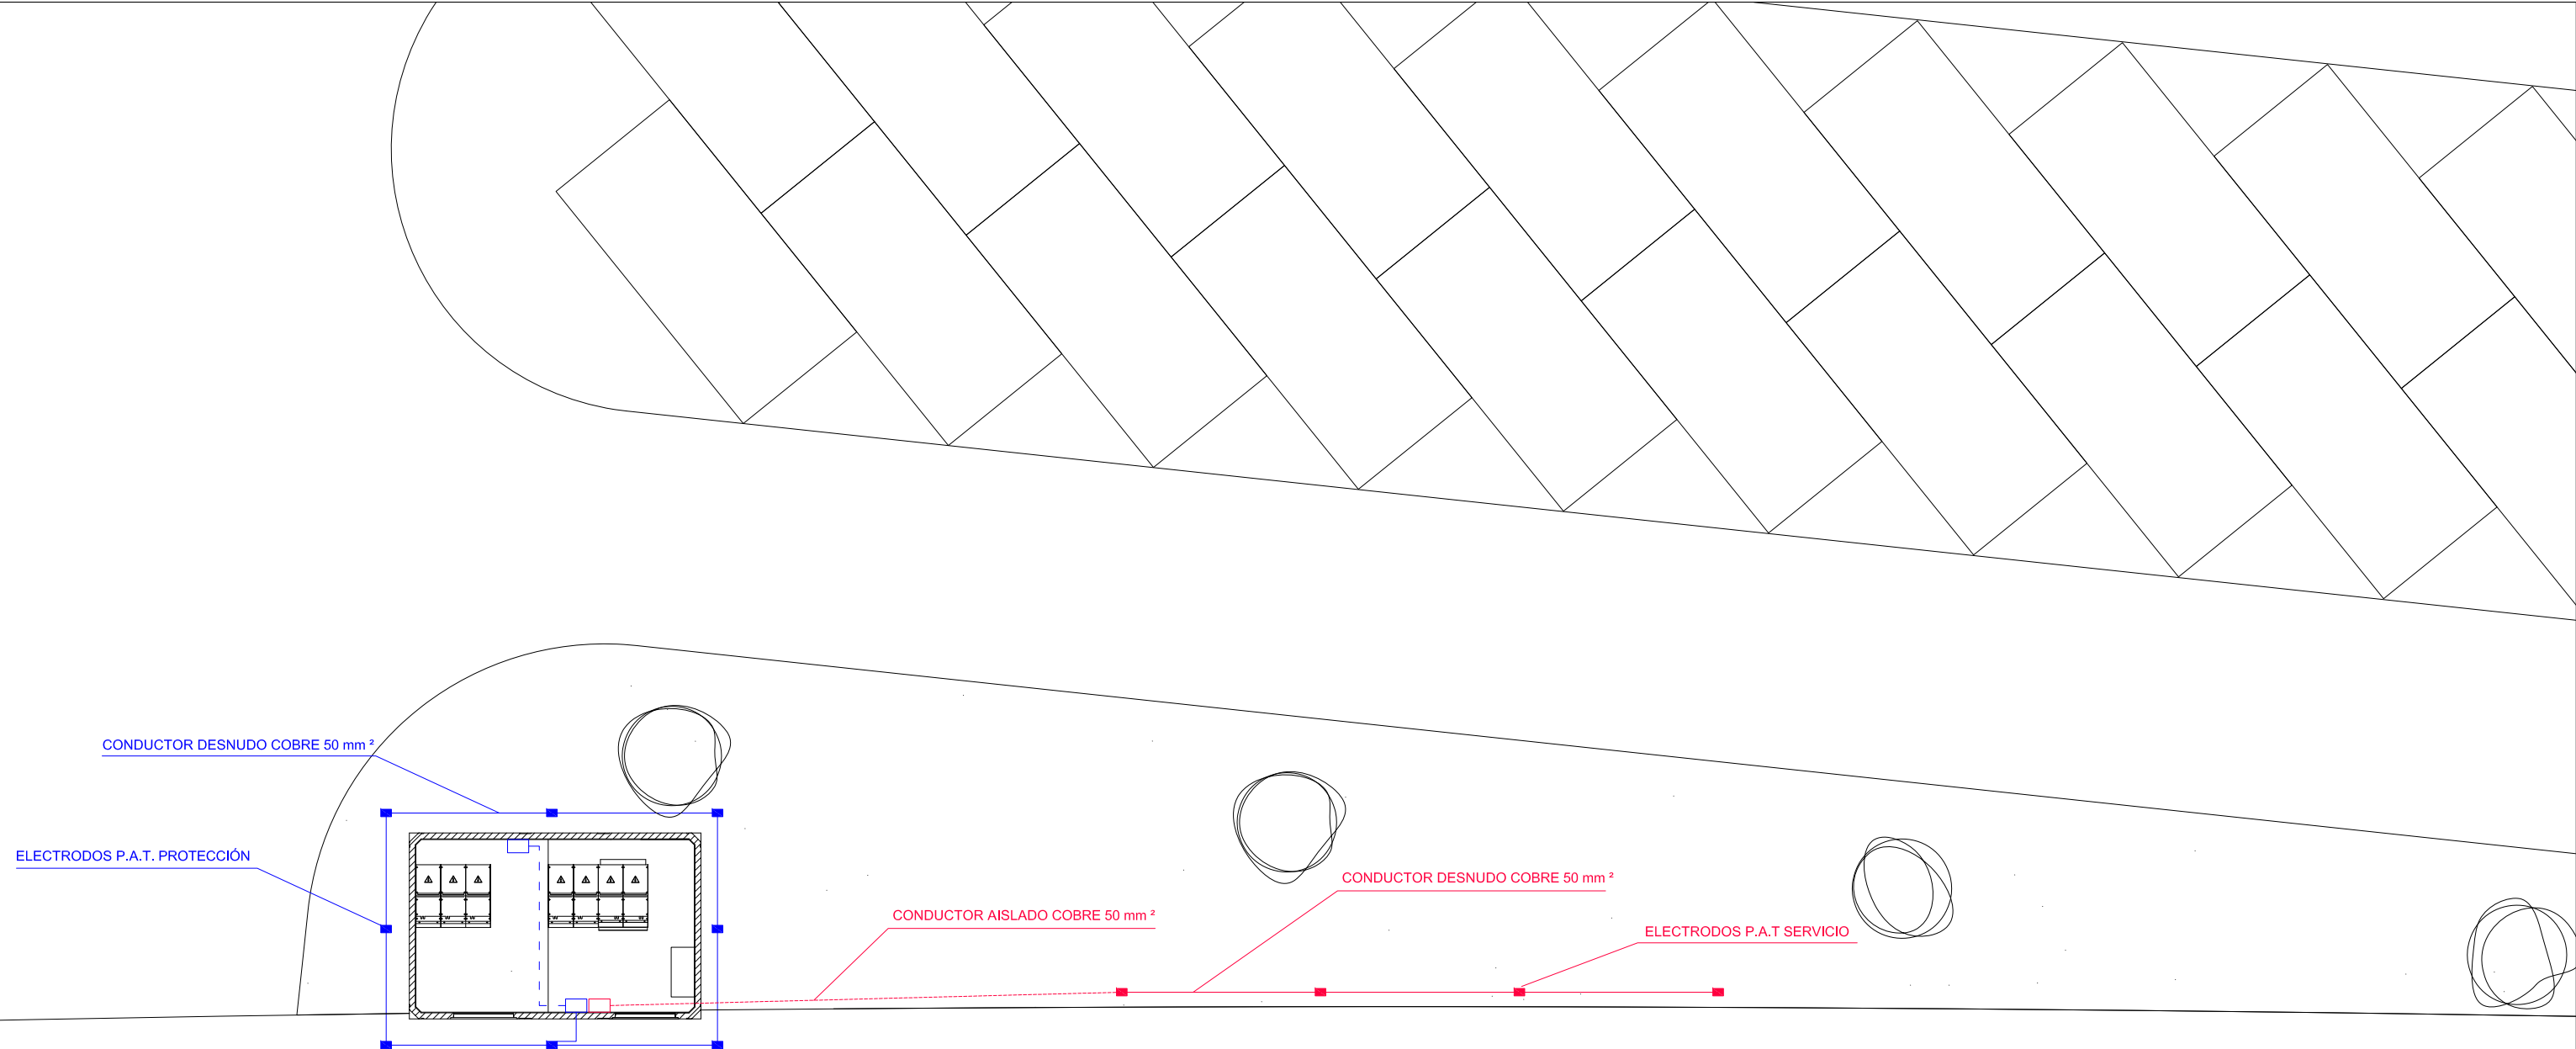 CONDUCTOR DESNUDO COBRE 50 mm ²
ELECTRODOS P.A.T. PROTECCIÓN
CONDUCTOR DESNUDO COBRE 50 mm ²
CONDUCTOR AISLADO COBRE 50 mm ²
ELECTRODOS P.A.T SERVICIO